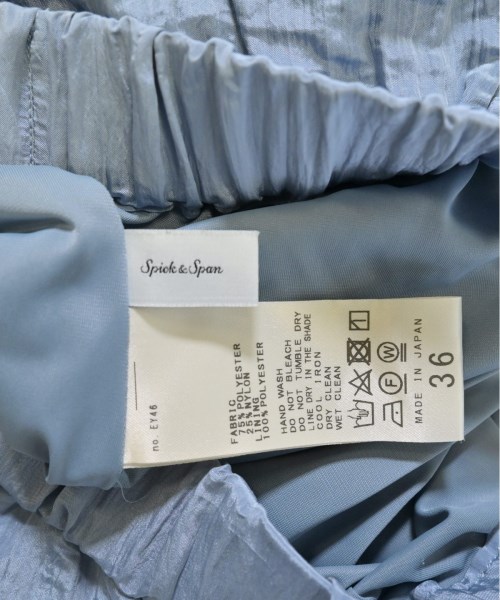 Spick & Span
no. EY46
FABRIC
75% POLYESTER
25% NYLON
LINING
100% POLYESTER
HAND WASH
DO NOT BLEACH
DO NOT TUMBLE DRY
LINE DRY IN THE SHADE
COOL IRON
DRY CLEAN
WET CLEAN
MADE IN JAPAN
36